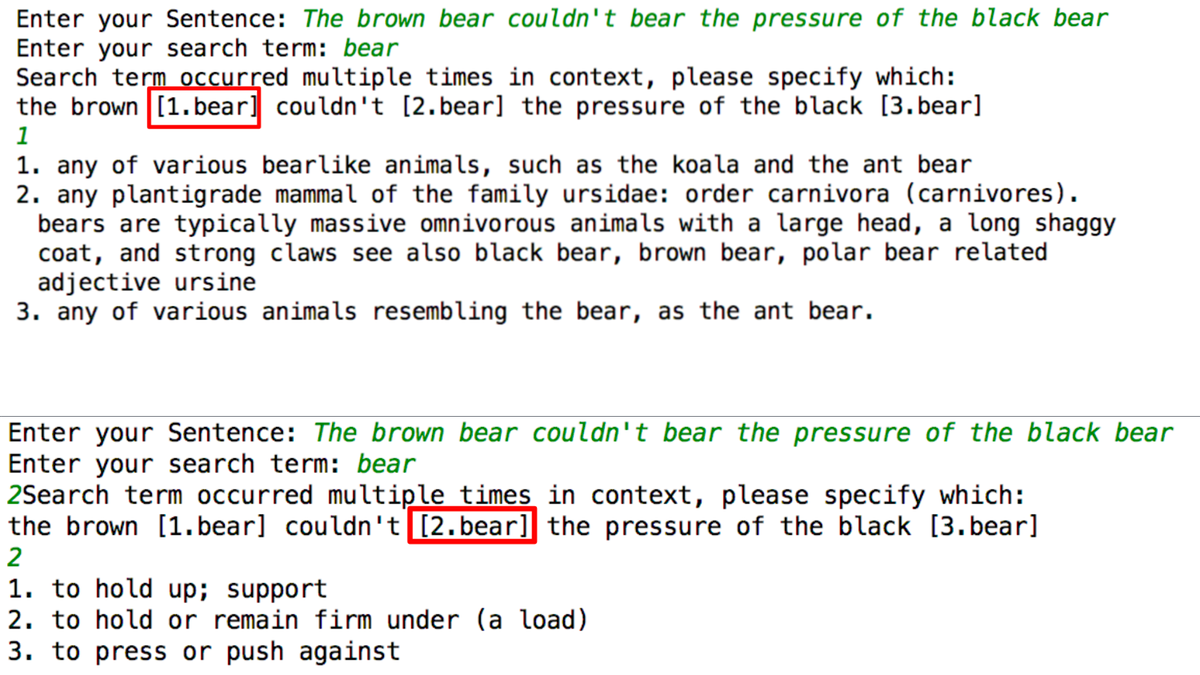 Enter your Sentence: The brown bear couldn't bear the pressure of the black bear
Enter your search term: bear
Search term occurred multiple times in context, please specify which:
the brown [1.bear] couldn't [2.bear] the pressure of the black [3.bear]
1
1. any of various bearlike animals, such as the koala and the ant bear
2. any plantigrade mammal of the family ursidae: order carnivora (carnivores).
bears are typically massive omnivorous animals with a large head, a long shaggy
coat, and strong claws see also black bear, brown bear, polar bear related
adjective ursine
3. any of various animals resembling the bear, as the ant bear.
Enter your Sentence: The brown bear couldn't bear the pressure of the black bear
Enter your search term: bear
2Search term occurred multiple times in context, please specify which:
the brown [1.bear] couldn't [2.bear] the pressure of the black [3.bear]
2
1. to hold up; support
2. to hold or remain firm under (a load)
3. to press or push against